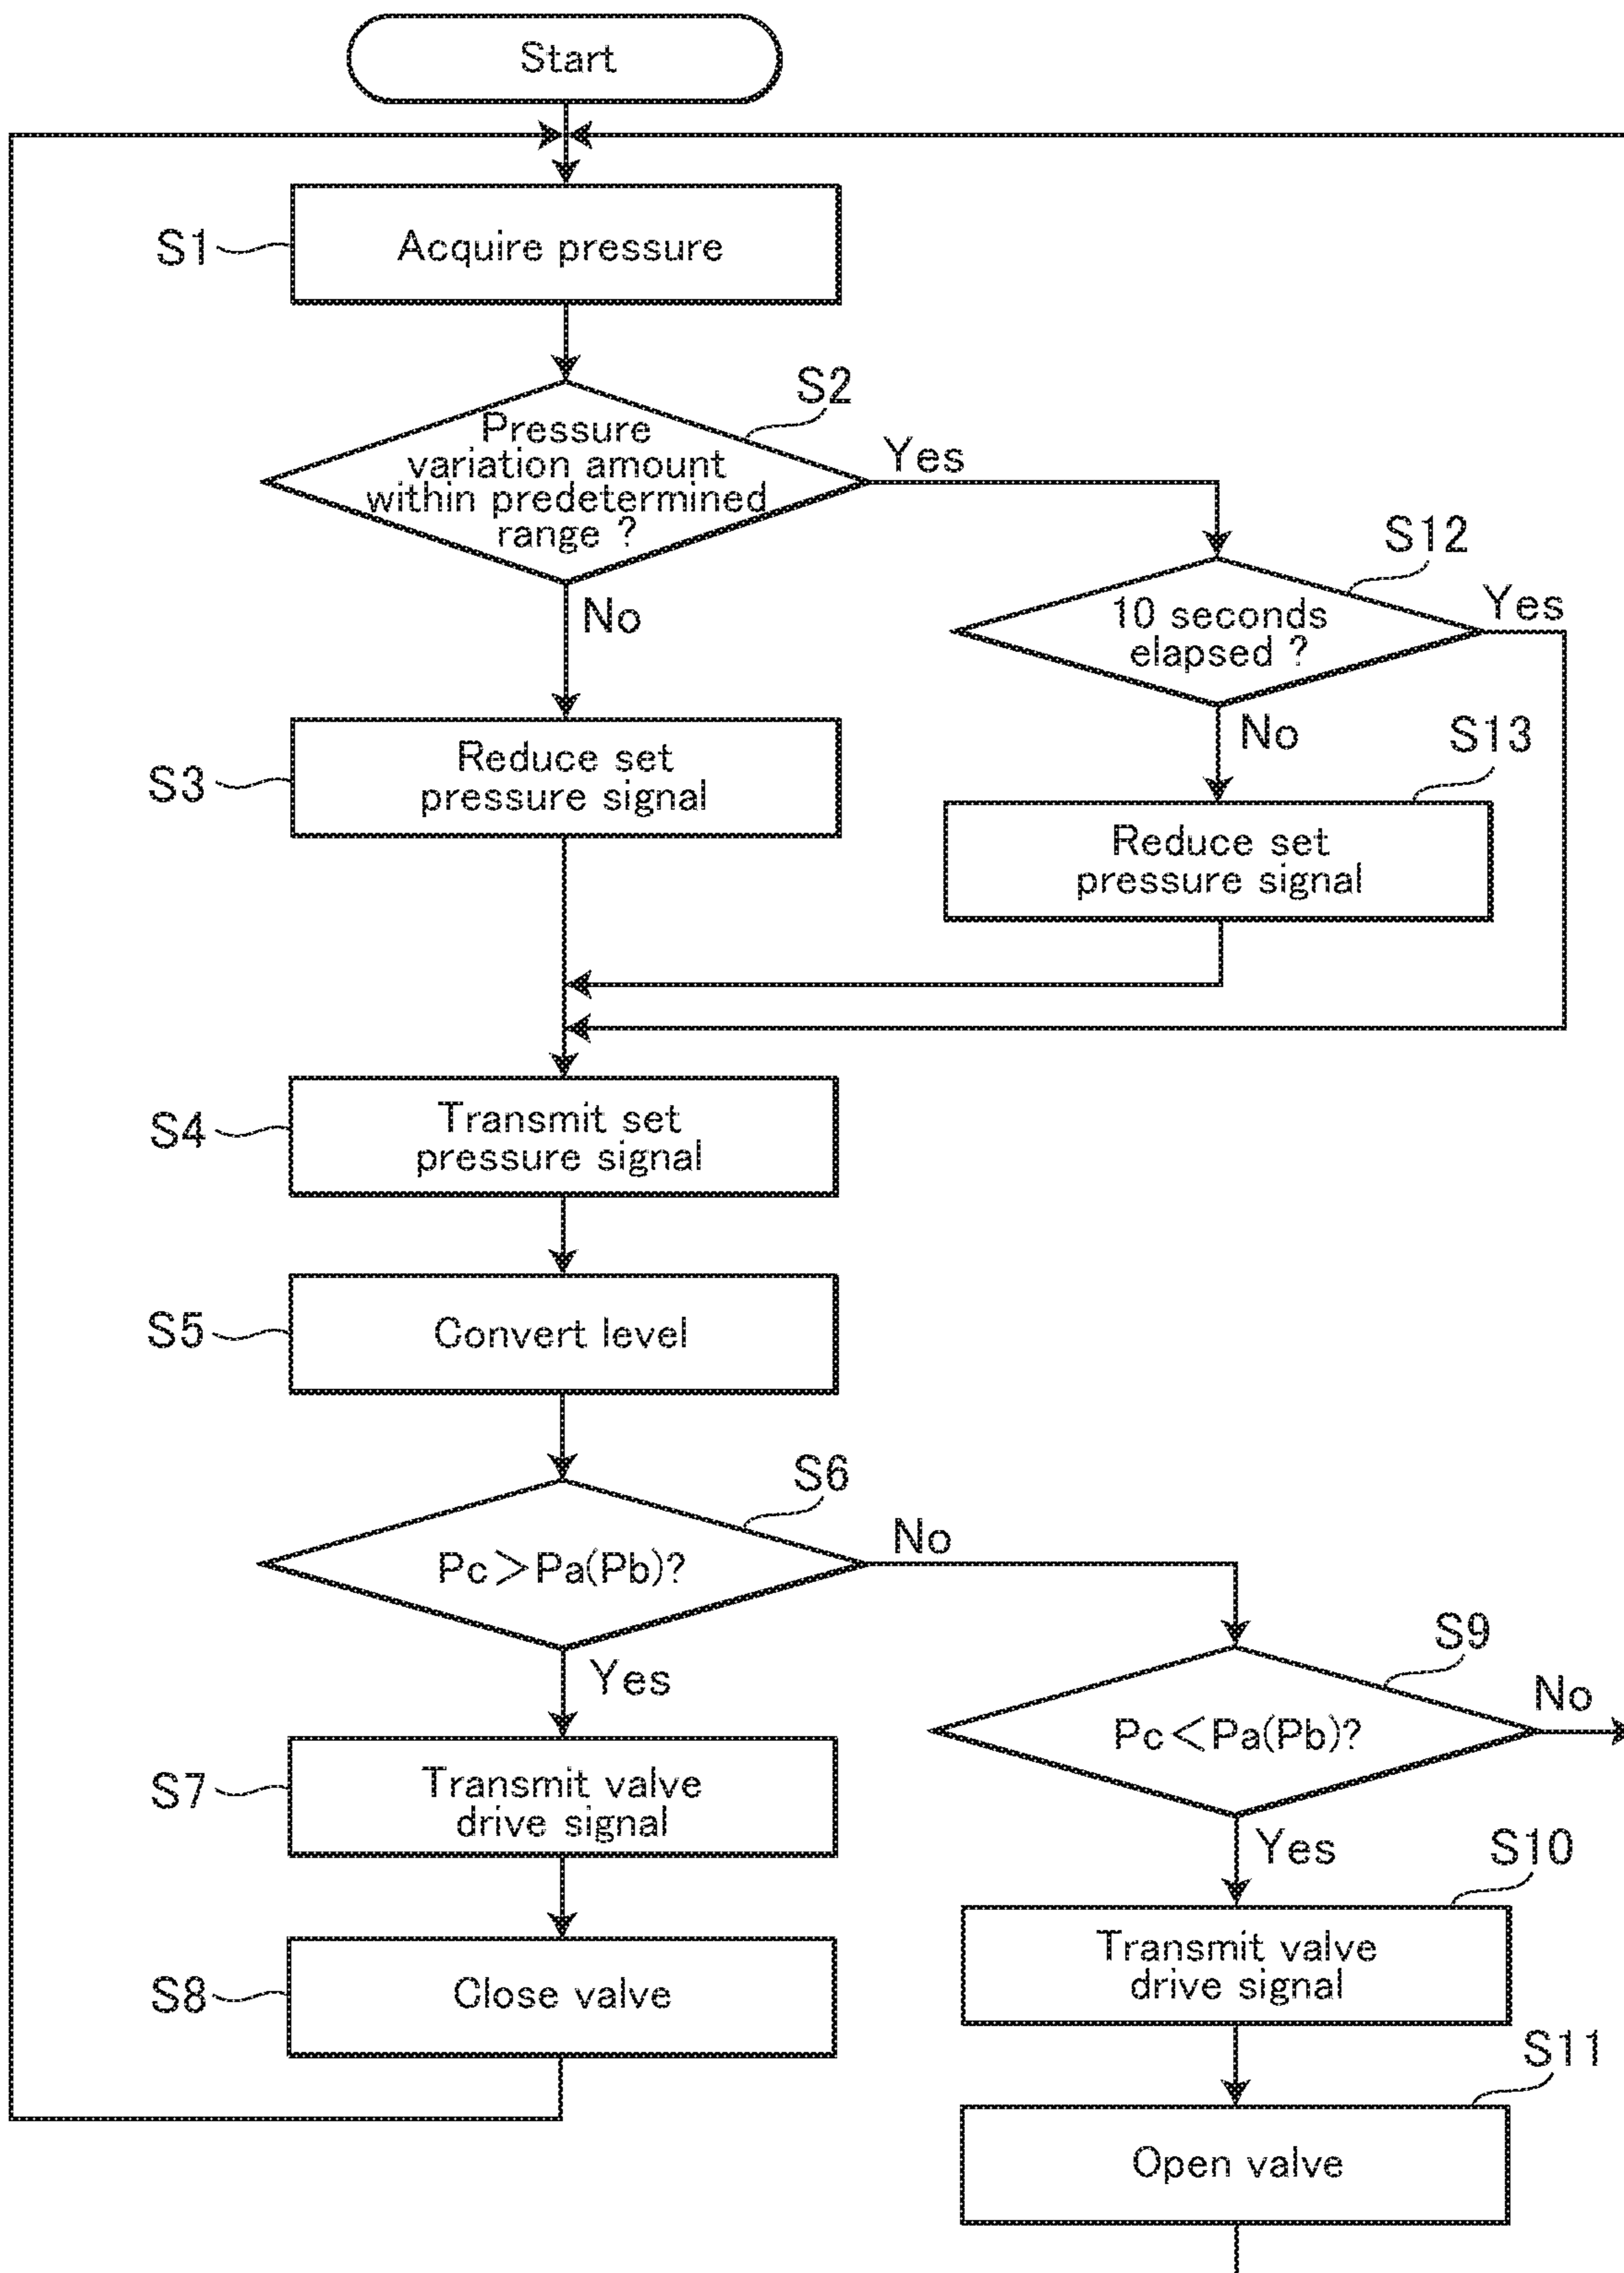 Start
S1
Acquire pressure
S2
Pressure
variation amount
within predetermined
range ?
Yes
No
S12
10 seconds
elapsed ?
Yes
No
S3
Reduce set
pressure signal
S13
Reduce set
pressure signal
S4
Transmit set
pressure signal
S5
Convert level
S6
Pc＞Pa(Pb)?
No
Yes
S9
Pc＜Pa(Pb)?
No
Yes
S7
Transmit valve
drive signal
S10
Transmit valve
drive signal
S8
Close valve
S11
Open valve